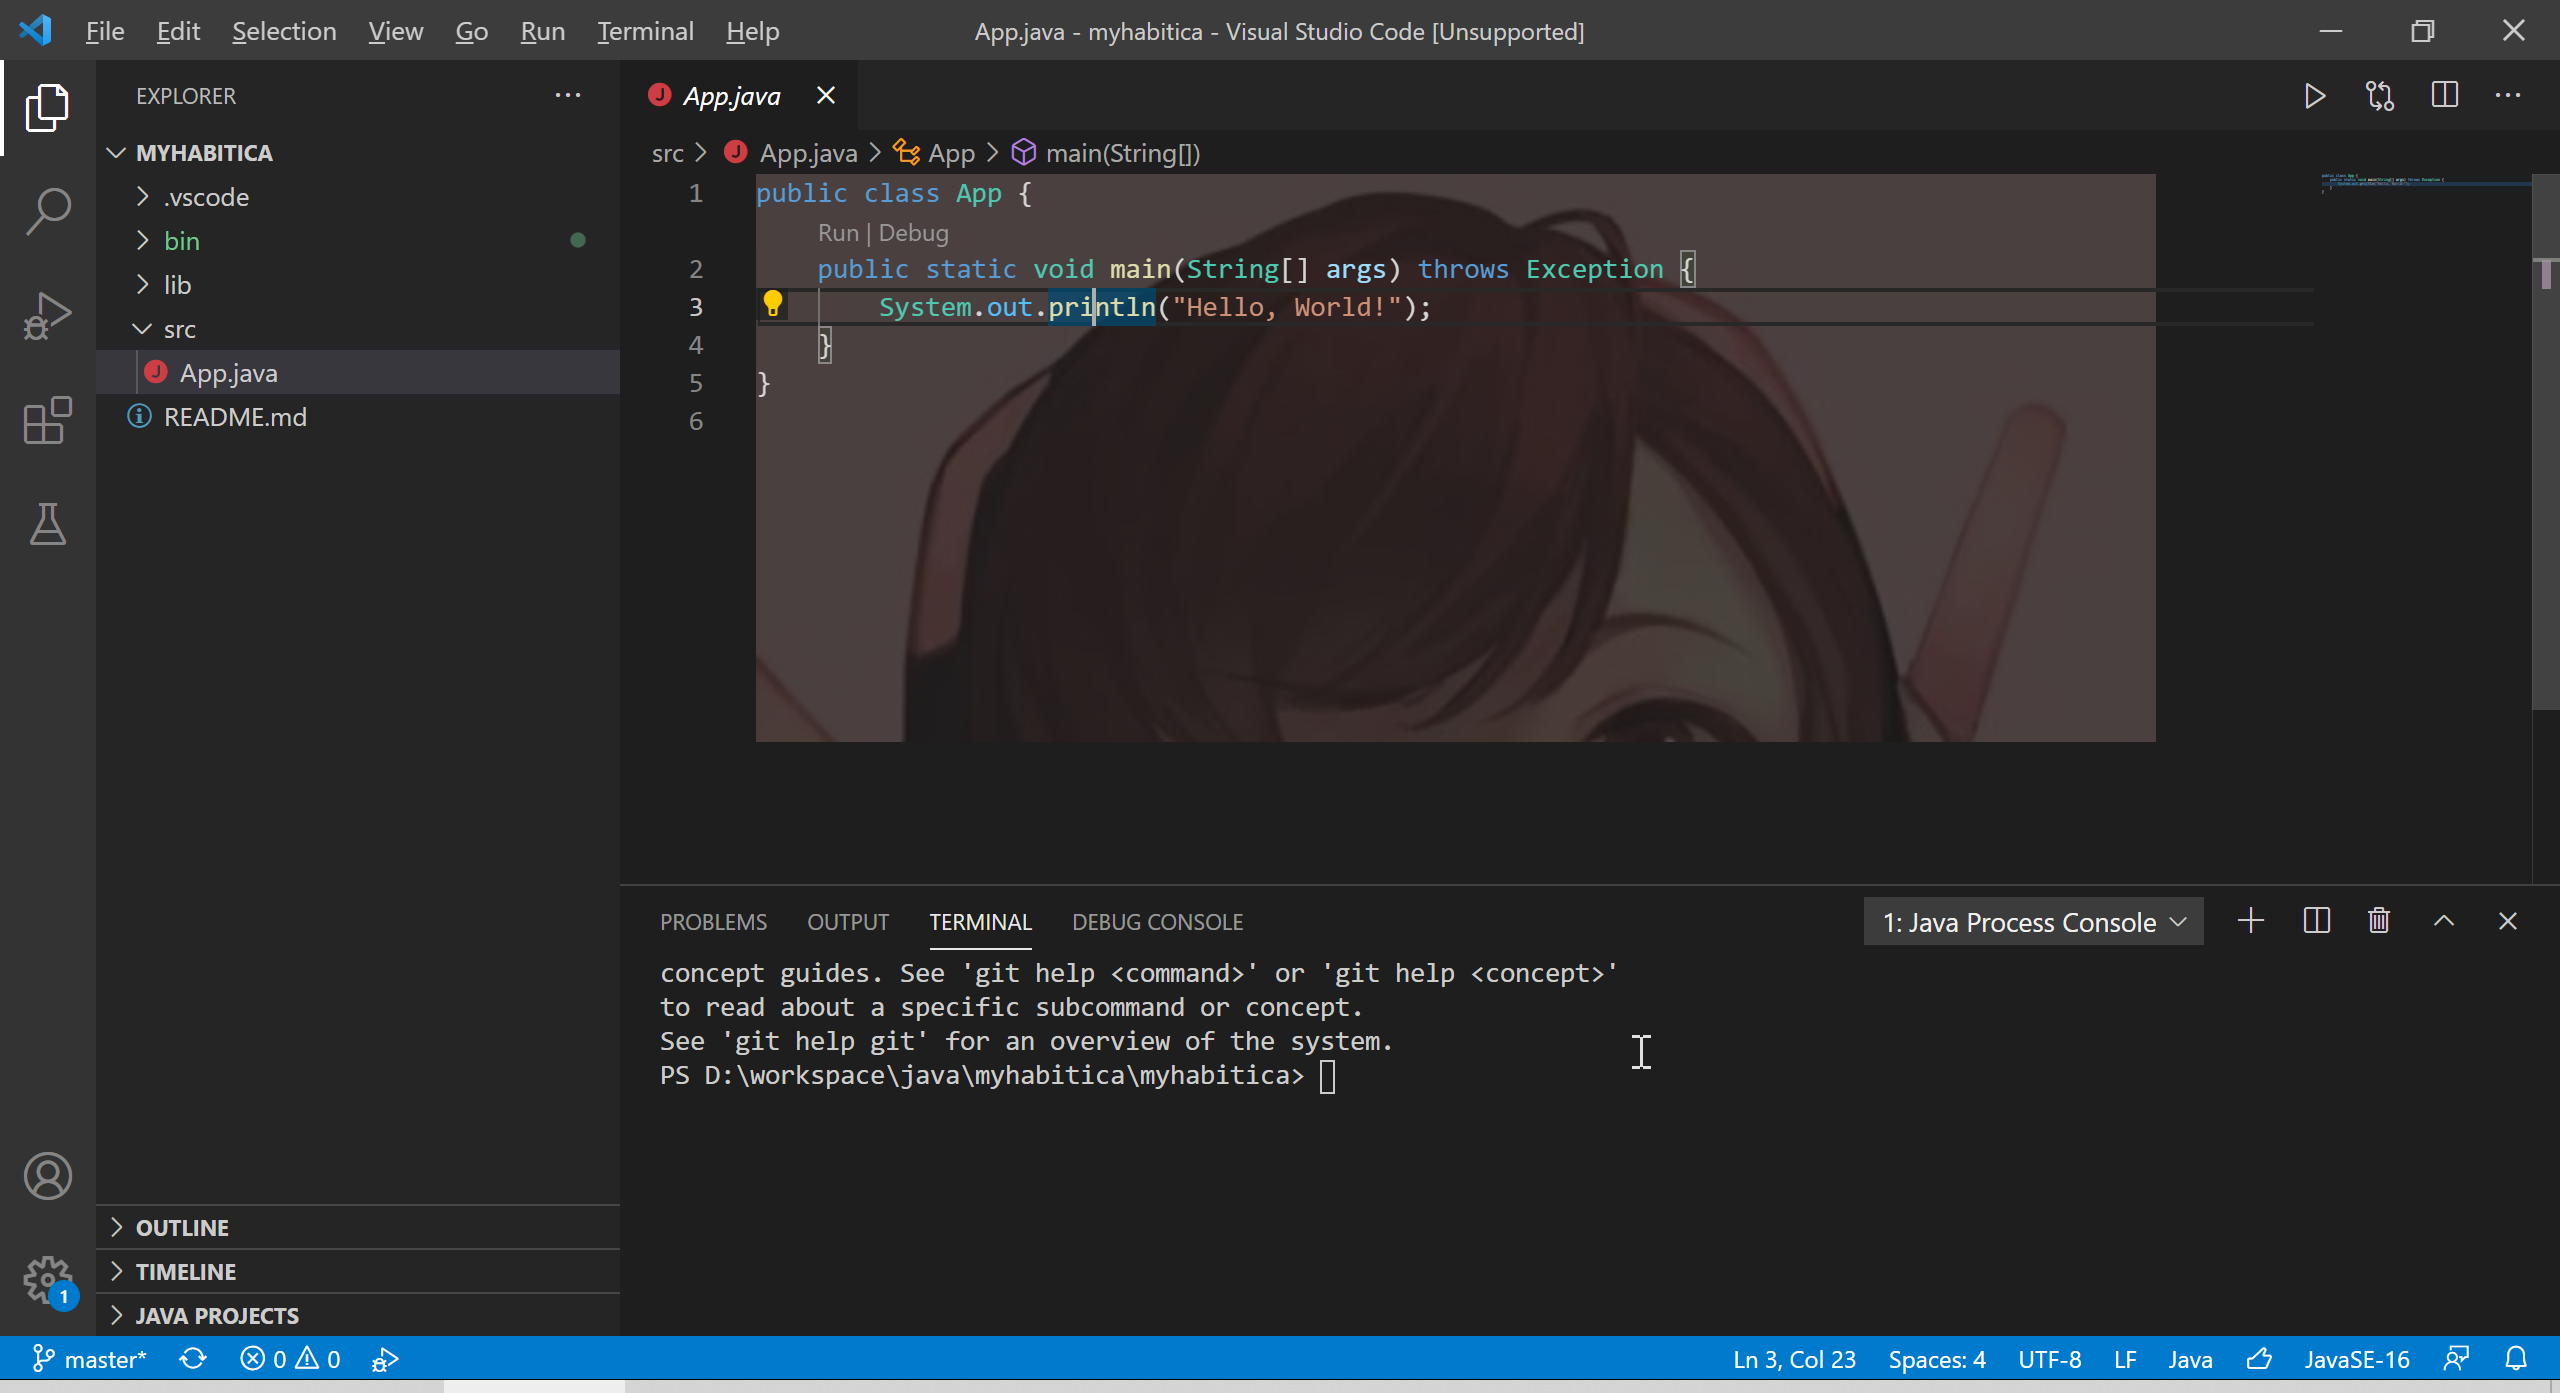 File Edit Selection View Go Run Terminal Help
App.java - myhabitica - Visual Studio Code [Unsupported]
EXPLORER
MYHABITICA
.vscode
bin
lib
src
App.java
README.md
OUTLINE
TIMELINE
JAVA PROJECTS
App.java
src > App.java > App > main(String[])
1 public class App {
Run | Debug
2 public static void main(String[] args) throws Exception {
3 System.out.println("Hello, World!");
4 }
5 }
6
PROBLEMS OUTPUT TERMINAL DEBUG CONSOLE
1: Java Process Console
concept guides. See 'git help <command>' or 'git help <concept>'
to read about a specific subcommand or concept.
See 'git help git' for an overview of the system.
PS D:\workspace\java\myhabitica\myhabitica>
1
master* 0 0
Ln 3, Col 23 Spaces: 4 UTF-8 LF Java JavaSE-16